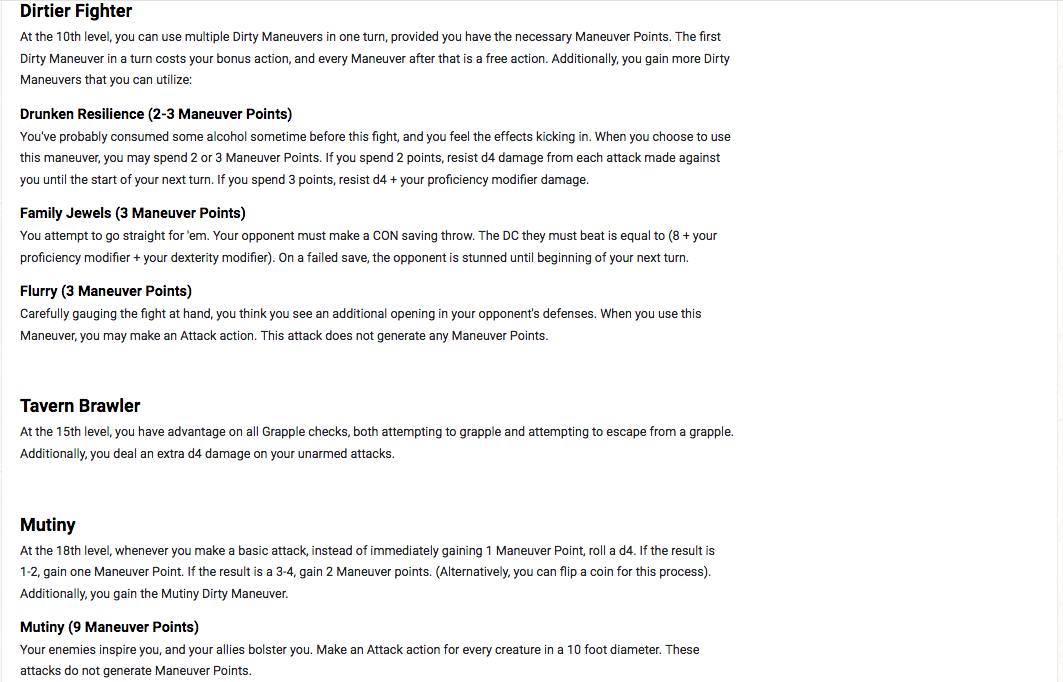 Dirtier Fighter
At the 10th level, you can use multiple Dirty Maneuvers in one turn, provided you have the necessary Maneuver Points. The first
Dirty Maneuver in a turn costs your bonus action, and every Maneuver after that is a free action. Additionally, you gain more Dirty
Maneuvers that you can utilize:
Drunken Resilience (2-3 Maneuver Points)
You've probably consumed some alcohol sometime before this fight, and you feel the effects kicking in. When you choose to use
this maneuver, you may spend 2 or 3 Maneuver Points. If you spend 2 points, resist d4 damage from each attack made against
you until the start of your next turn. If you spend 3 points, resist d4 + your proficiency modifier damage.
Family Jewels (3 Maneuver Points)
You attempt to go straight for 'em. Your opponent must make a CON saving throw. The DC they must beat is equal to (8 + your
proficiency modifier + your dexterity modifier). On a failed save, the opponent is stunned until beginning of your next turn.
Flurry (3 Maneuver Points)
Carefully gauging the fight at hand, you think you see an additional opening in your opponent's defenses. When you use this
Maneuver, you may make an Attack action. This attack does not generate any Maneuver Points.
Tavern Brawler
At the 15th level, you have advantage on all Grapple checks, both attempting to grapple and attempting to escape from a grapple.
Additionally, you deal an extra d4 damage on your unarmed attacks.
Mutiny
At the 18th level, whenever you make a basic attack, instead of immediately gaining 1 Maneuver Point, roll a d4. If the result is
1-2, gain one Maneuver Point. If the result is a 3-4, gain 2 Maneuver points. (Alternatively, you can flip a coin for this process).
Additionally, you gain the Mutiny Dirty Maneuver.
Mutiny (9 Maneuver Points)
Your enemies inspire you, and your allies bolster you. Make an Attack action for every creature in a 10 foot diameter. These
attacks do not generate Maneuver Points.